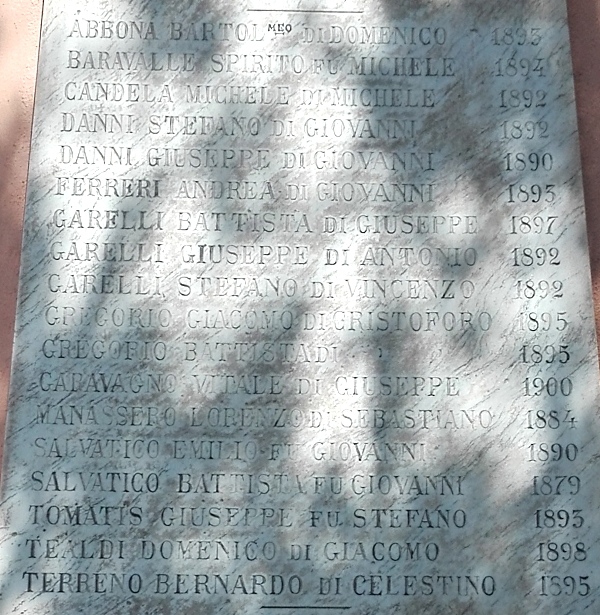 ABBONA BARTOLᴹᴱᴼ DI DOMENICO 1893
BARAVALLE SPIRITO FU MICHELE 1894
CANDELA MICHELE DI MICHELE 1892
DANNI STEFANO DI GIOVANNI 1892
DANNI GIUSEPPE DI GIOVANNI 1890
FERRERI ANDREA DI GIOVANNI 1893
GARELLI BATTISTA DI GIUSEPPE 1897
GARELLI GIUSEPPE DI ANTONIO 1892
GARELLI STEFANO DI VINCENZO 1892
GREGORIO GIACOMO DI CRISTOFORO 1895
GREGORIO BATTISTA DI 1895
CARAVAGNO VITALE DI GIUSEPPE 1900
MANASSERO LORENZO DI SEBASTIANO 1884
SALVATICO EMILIO FU GIOVANNI 1890
SALVATICO BATTISTA FU GIOVANNI 1879
TOMATIS GIUSEPPE FU STEFANO 1893
TEALDI DOMENICO DI GIACOMO 1898
TERRENO BERNARDO DI CELESTINO 1895